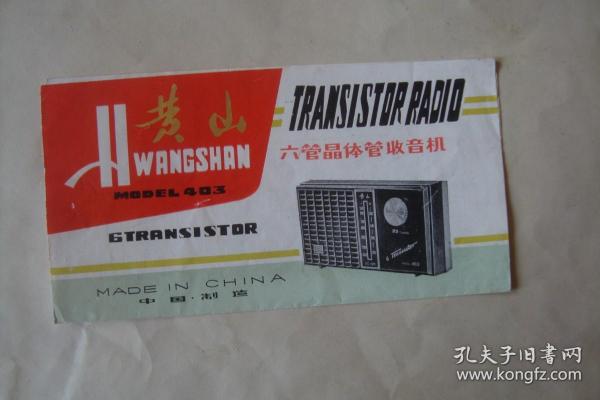 黄山
HWANGSHAN
MODEL 403
6TRANSISTOR
MADE IN CHINA
中国·制造
TRANSISTOR RADIO
六管晶体管收音机
Transistor
孔夫子旧书网
www.kongfz.com